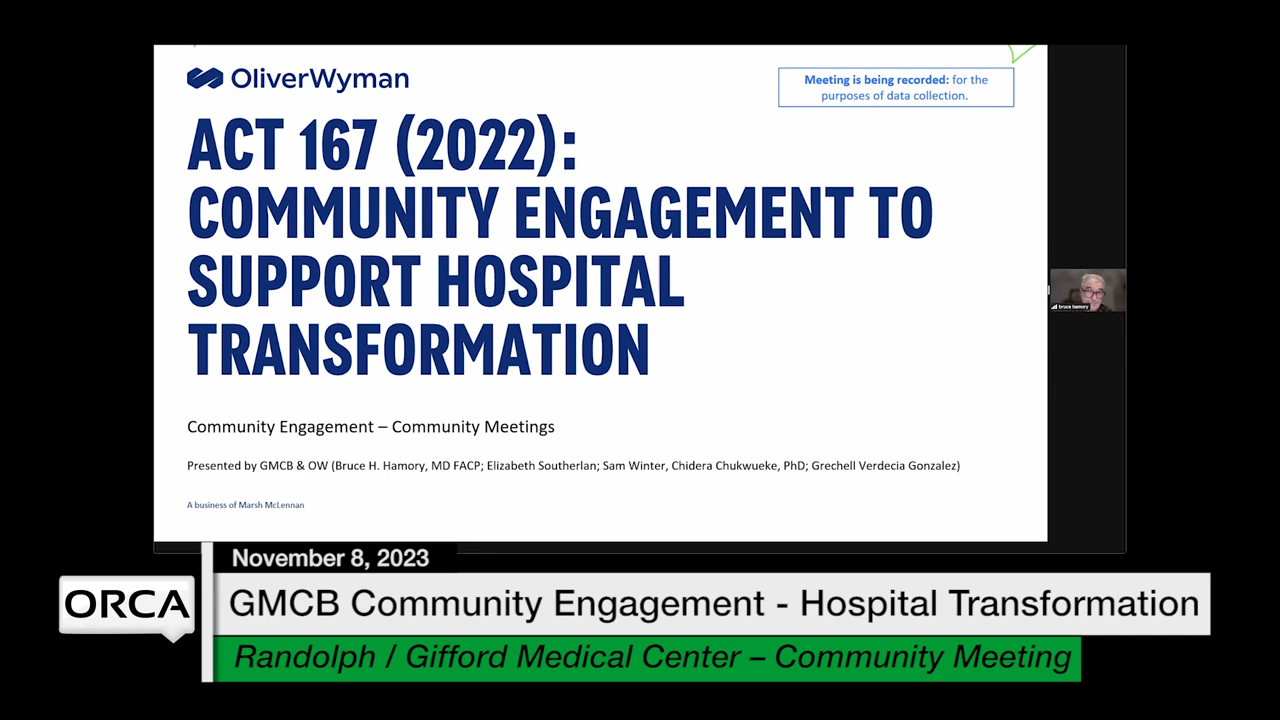 OliverWyman
Meeting is being recorded: for the
purposes of data collection.
ACT 167 (2022):
COMMUNITY ENGAGEMENT TO
SUPPORT HOSPITAL
TRANSFORMATION
bruce hamory
Community Engagement – Community Meetings
Presented by GMCB & OW (Bruce H. Hamory, MD FACP; Elizabeth Southerlan; Sam Winter, Chidera Chukwueke, PhD; Grechell Verdecia Gonzalez)
A business of Marsh McLennan
November 8, 2023
ORCA
GMCB Community Engagement - Hospital Transformation
Randolph / Gifford Medical Center – Community Meeting